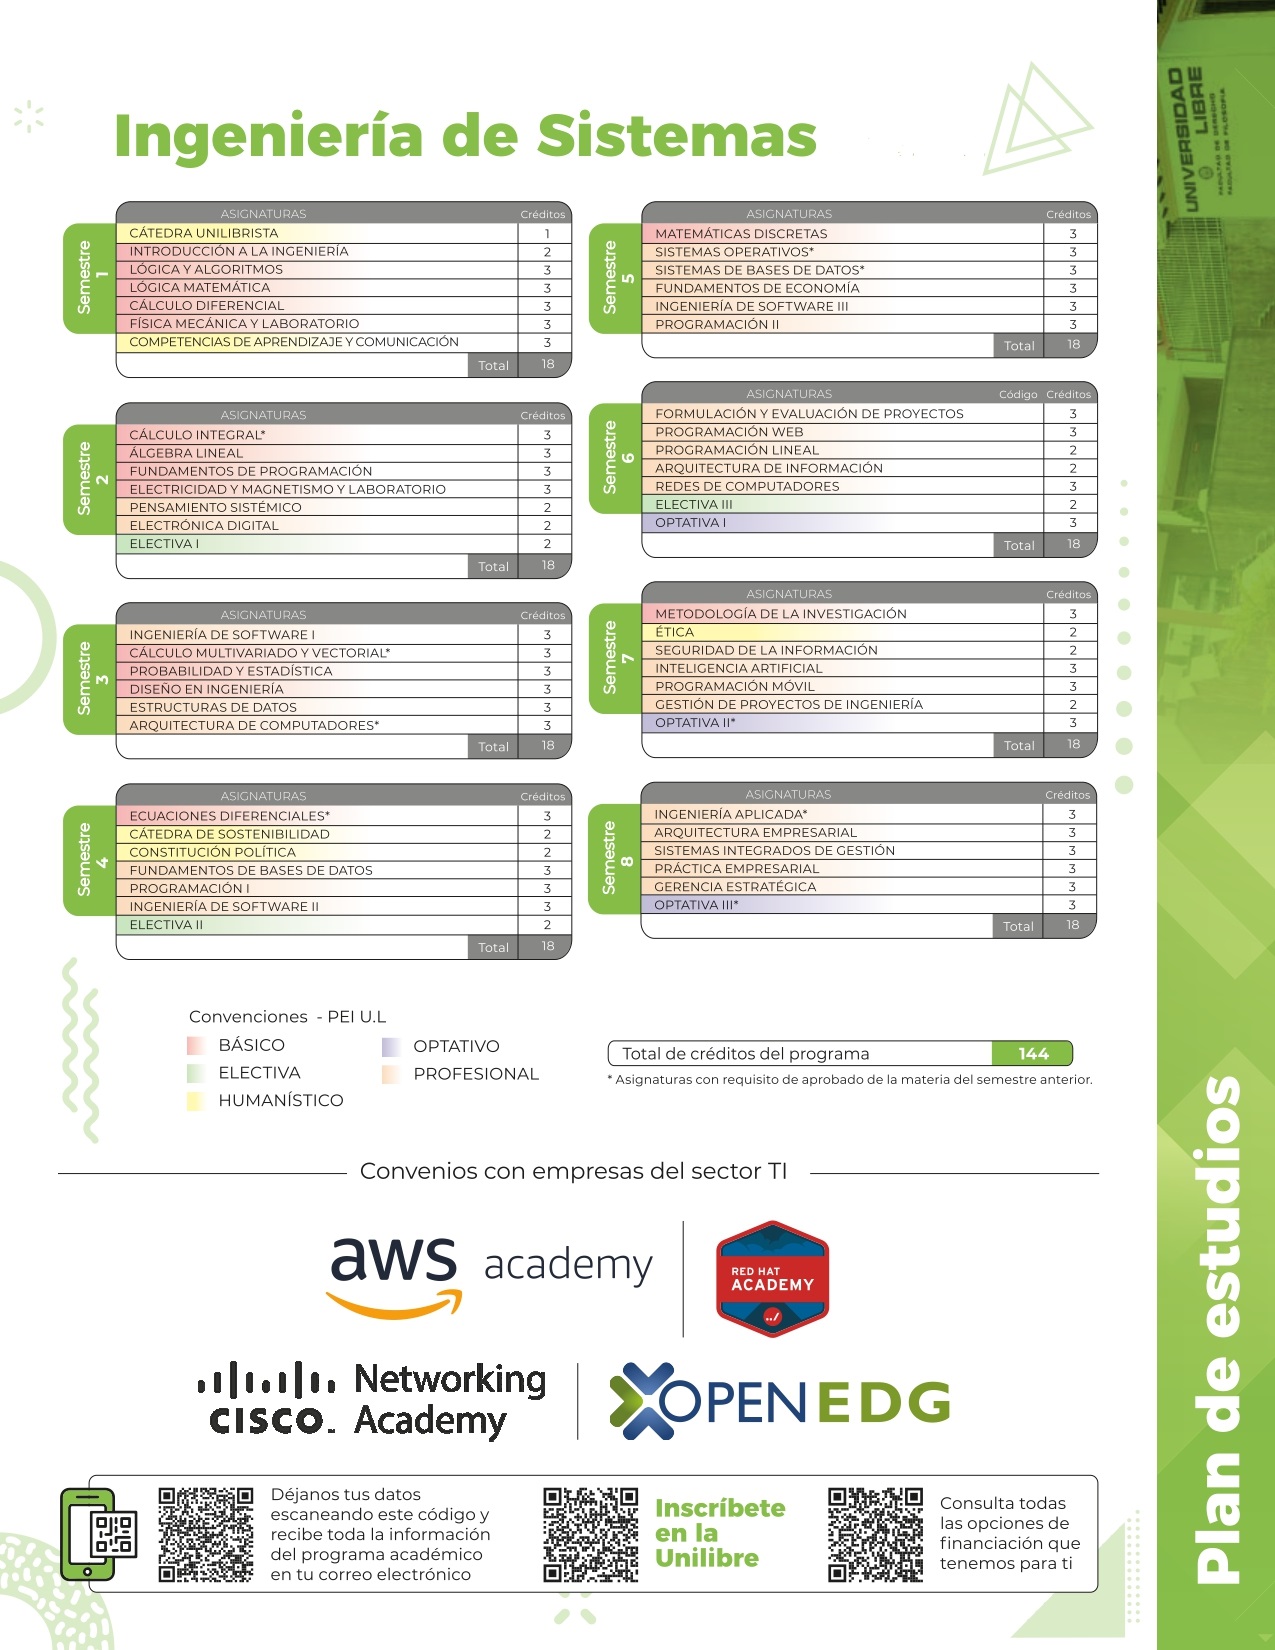 Ingeniería de Sistemas
Semestre 1
ASIGNATURAS Créditos
CÁTEDRA UNILIBRISTA 1
INTRODUCCIÓN A LA INGENIERÍA 2
LÓGICA Y ALGORITMOS 3
LÓGICA MATEMÁTICA 3
CÁLCULO DIFERENCIAL 3
FÍSICA MECÁNICA Y LABORATORIO 3
COMPETENCIAS DE APRENDIZAJE Y COMUNICACIÓN 3
Total 18
Semestre 2
ASIGNATURAS Créditos
CÁLCULO INTEGRAL* 3
ÁLGEBRA LINEAL 3
FUNDAMENTOS DE PROGRAMACIÓN 3
ELECTRICIDAD Y MAGNETISMO Y LABORATORIO 3
PENSAMIENTO SISTÉMICO 2
ELECTRÓNICA DIGITAL 2
ELECTIVA I 2
Total 18
Semestre 3
ASIGNATURAS Créditos
INGENIERÍA DE SOFTWARE I 3
CÁLCULO MULTIVARIADO Y VECTORIAL* 3
PROBABILIDAD Y ESTADÍSTICA 3
DISEÑO EN INGENIERÍA 3
ESTRUCTURAS DE DATOS 3
ARQUITECTURA DE COMPUTADORES* 3
Total 18
Semestre 4
ASIGNATURAS Créditos
ECUACIONES DIFERENCIALES* 3
CÁTEDRA DE SOSTENIBILIDAD 2
CONSTITUCIÓN POLÍTICA 2
FUNDAMENTOS DE BASES DE DATOS 3
PROGRAMACIÓN I 3
INGENIERÍA DE SOFTWARE II 3
ELECTIVA II 2
Total 18
Semestre 5
ASIGNATURAS Créditos
MATEMÁTICAS DISCRETAS 3
SISTEMAS OPERATIVOS* 3
SISTEMAS DE BASES DE DATOS* 3
FUNDAMENTOS DE ECONOMÍA 3
INGENIERÍA DE SOFTWARE III 3
PROGRAMACIÓN II 3
Total 18
Semestre 6
ASIGNATURAS Código Créditos
FORMULACIÓN Y EVALUACIÓN DE PROYECTOS 3
PROGRAMACIÓN WEB 3
PROGRAMACIÓN LINEAL 2
ARQUITECTURA DE INFORMACIÓN 2
REDES DE COMPUTADORES 3
ELECTIVA III 2
OPTATIVA I 3
Total 18
Semestre 7
ASIGNATURAS Créditos
METODOLOGÍA DE LA INVESTIGACIÓN 3
ÉTICA 2
SEGURIDAD DE LA INFORMACIÓN 2
INTELIGENCIA ARTIFICIAL 3
PROGRAMACIÓN MÓVIL 3
GESTIÓN DE PROYECTOS DE INGENIERÍA 2
OPTATIVA II* 3
Total 18
Semestre 8
ASIGNATURAS Créditos
INGENIERÍA APLICADA* 3
ARQUITECTURA EMPRESARIAL 3
SISTEMAS INTEGRADOS DE GESTIÓN 3
PRÁCTICA EMPRESARIAL 3
GERENCIA ESTRATÉGICA 3
OPTATIVA III* 3
Total 18
Convenciones - PEI U.L
BÁSICO
ELECTIVA
HUMANÍSTICO
OPTATIVO
PROFESIONAL
Total de créditos del programa 144
* Asignaturas con requisito de aprobado de la materia del semestre anterior.
Convenios con empresas del sector TI
aws academy
RED HAT
ACADEMY
CISCO Networking
Academy
OPENEDG
Déjanos tus datos
escaneando este código y
recibe toda la información
del programa académico
en tu correo electrónico
Inscríbete
en la
Unilibre
Consulta todas
las opciones de
financiación que
tenemos para ti
UNIVERSIDAD
LIBRE
FACULTAD DE DERECHO
FACULTAD DE FILOSOFIA
Plan de estudios